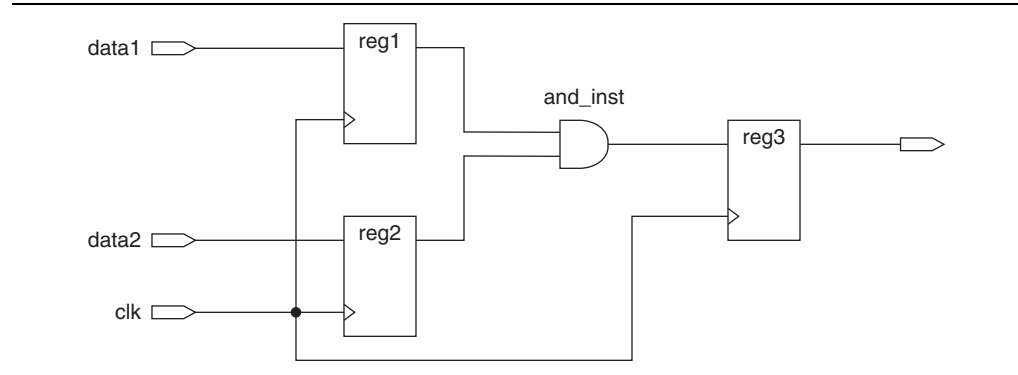 data1
reg1
and_inst
reg3
data2
reg2
clk